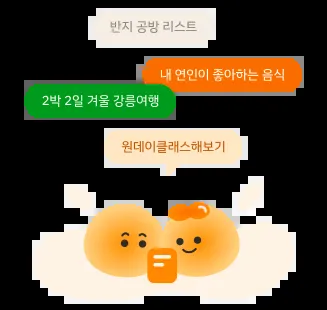 반지 공방 리스트
내 연인이 좋아하는 음식
2박 2일 겨울 강릉여행
원데이클래스해보기